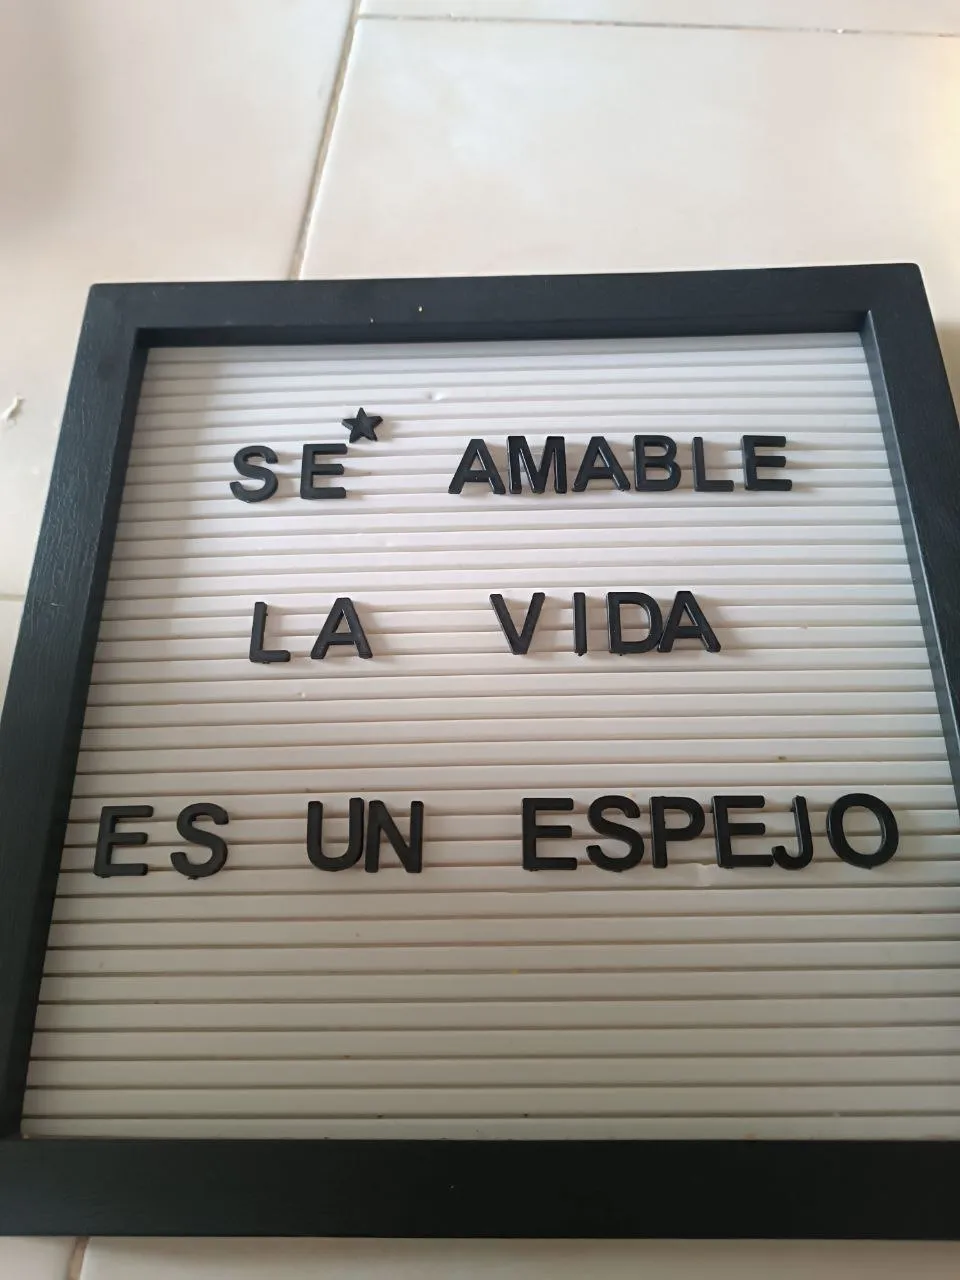 SE★ AMABLE
LA VIDA
ES UN ESPEJO